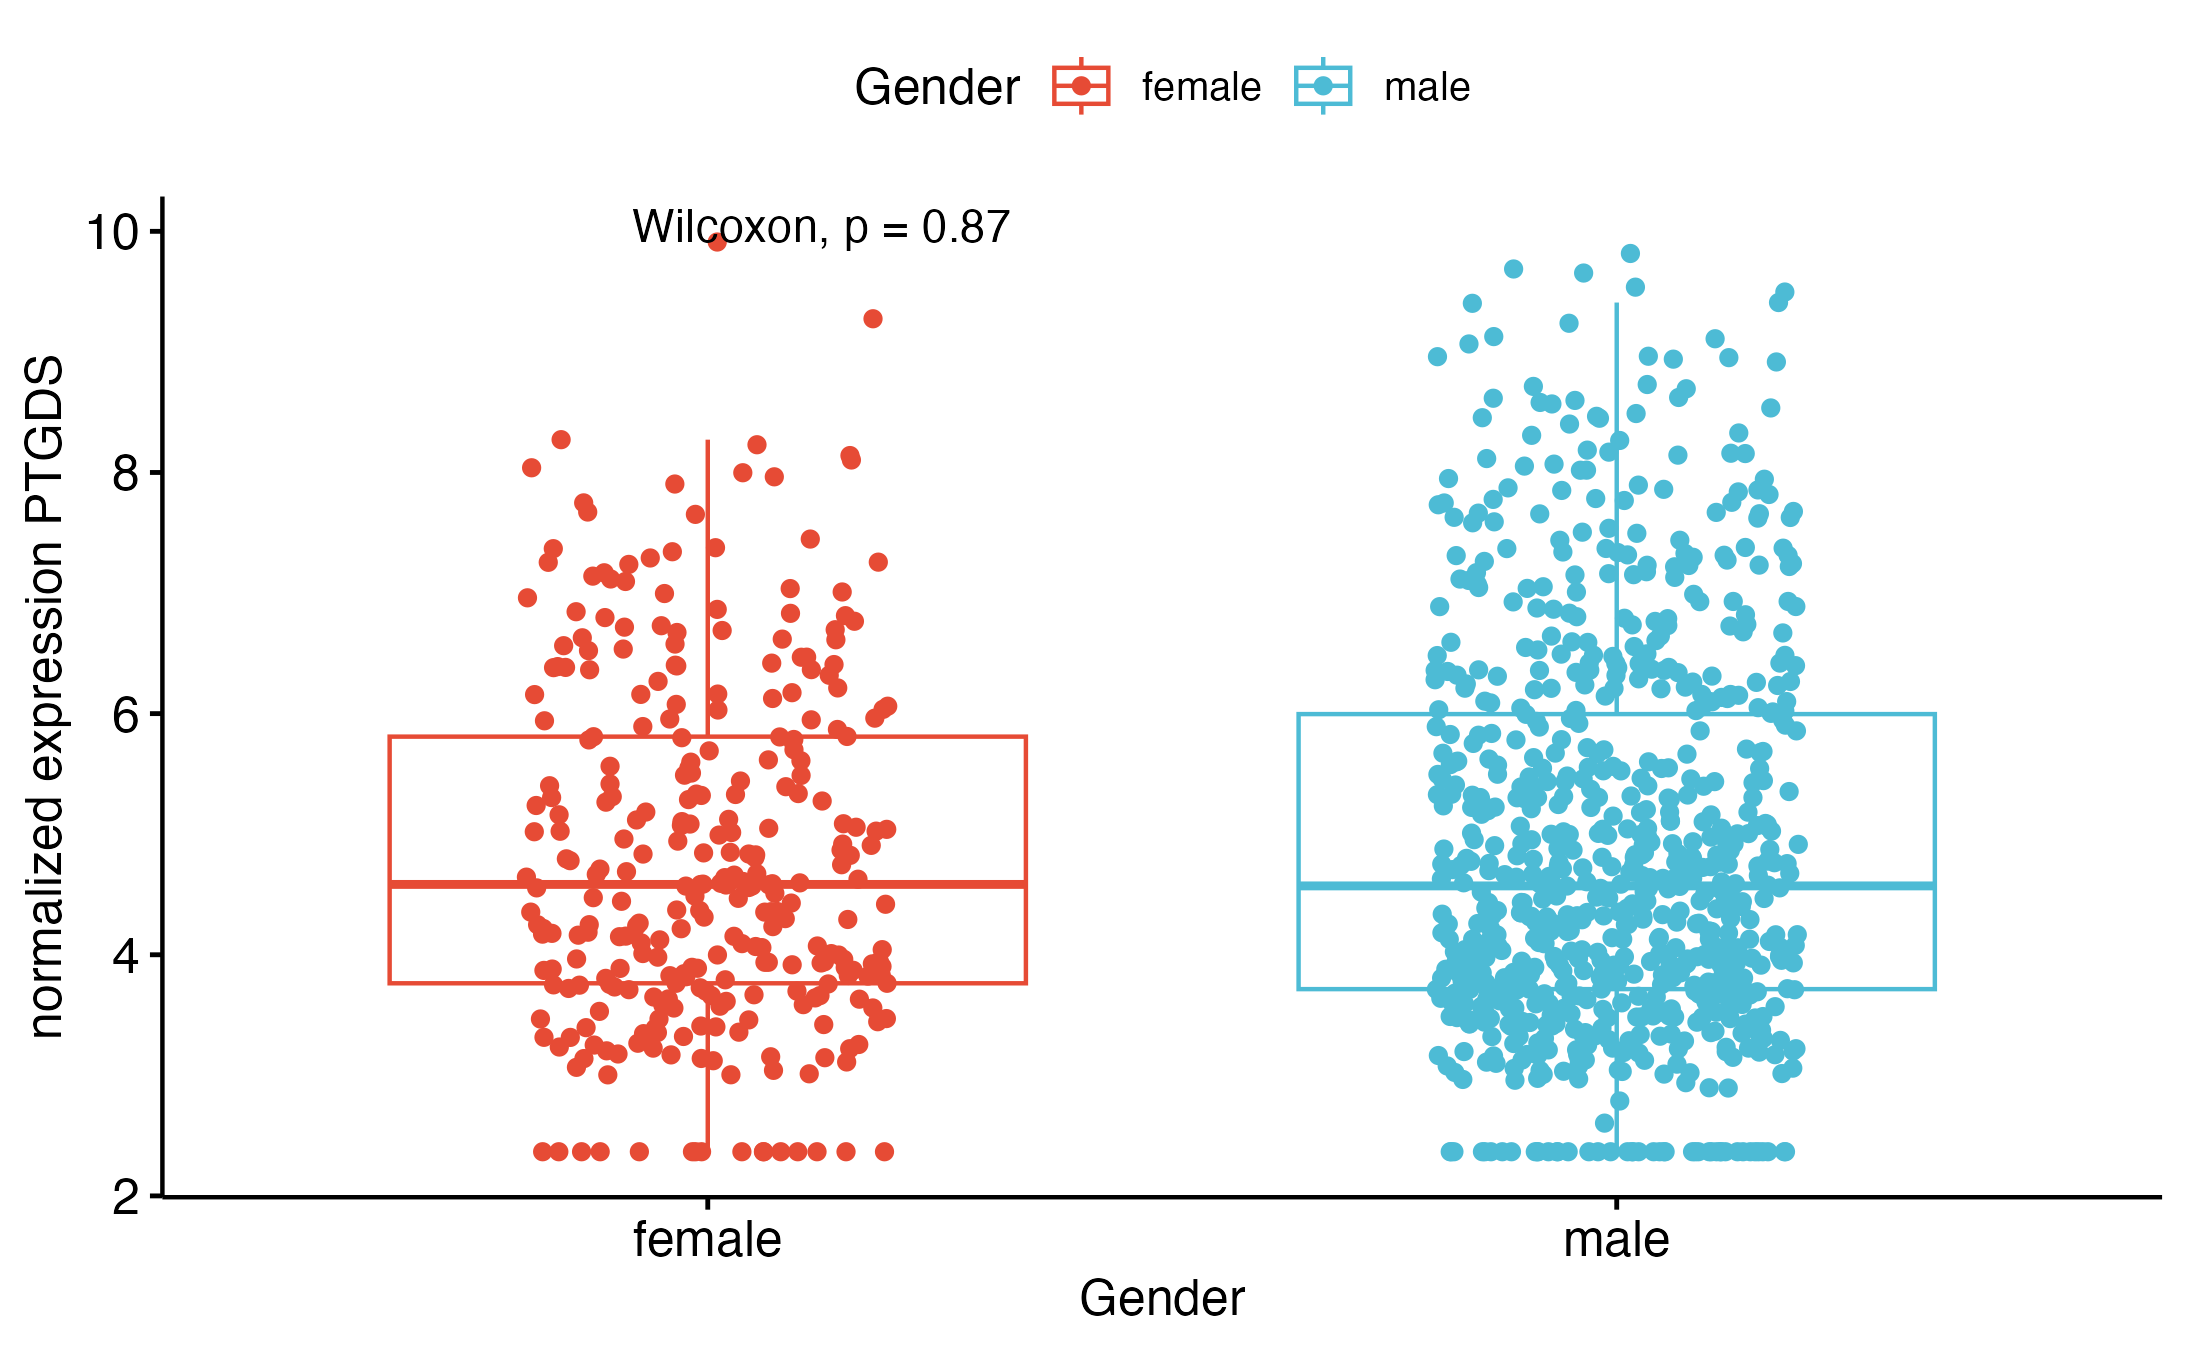 Gender female male
Wilcoxon, p = 0.87
normalized expression PTGDS
10
8
6
4
2
female male
Gender